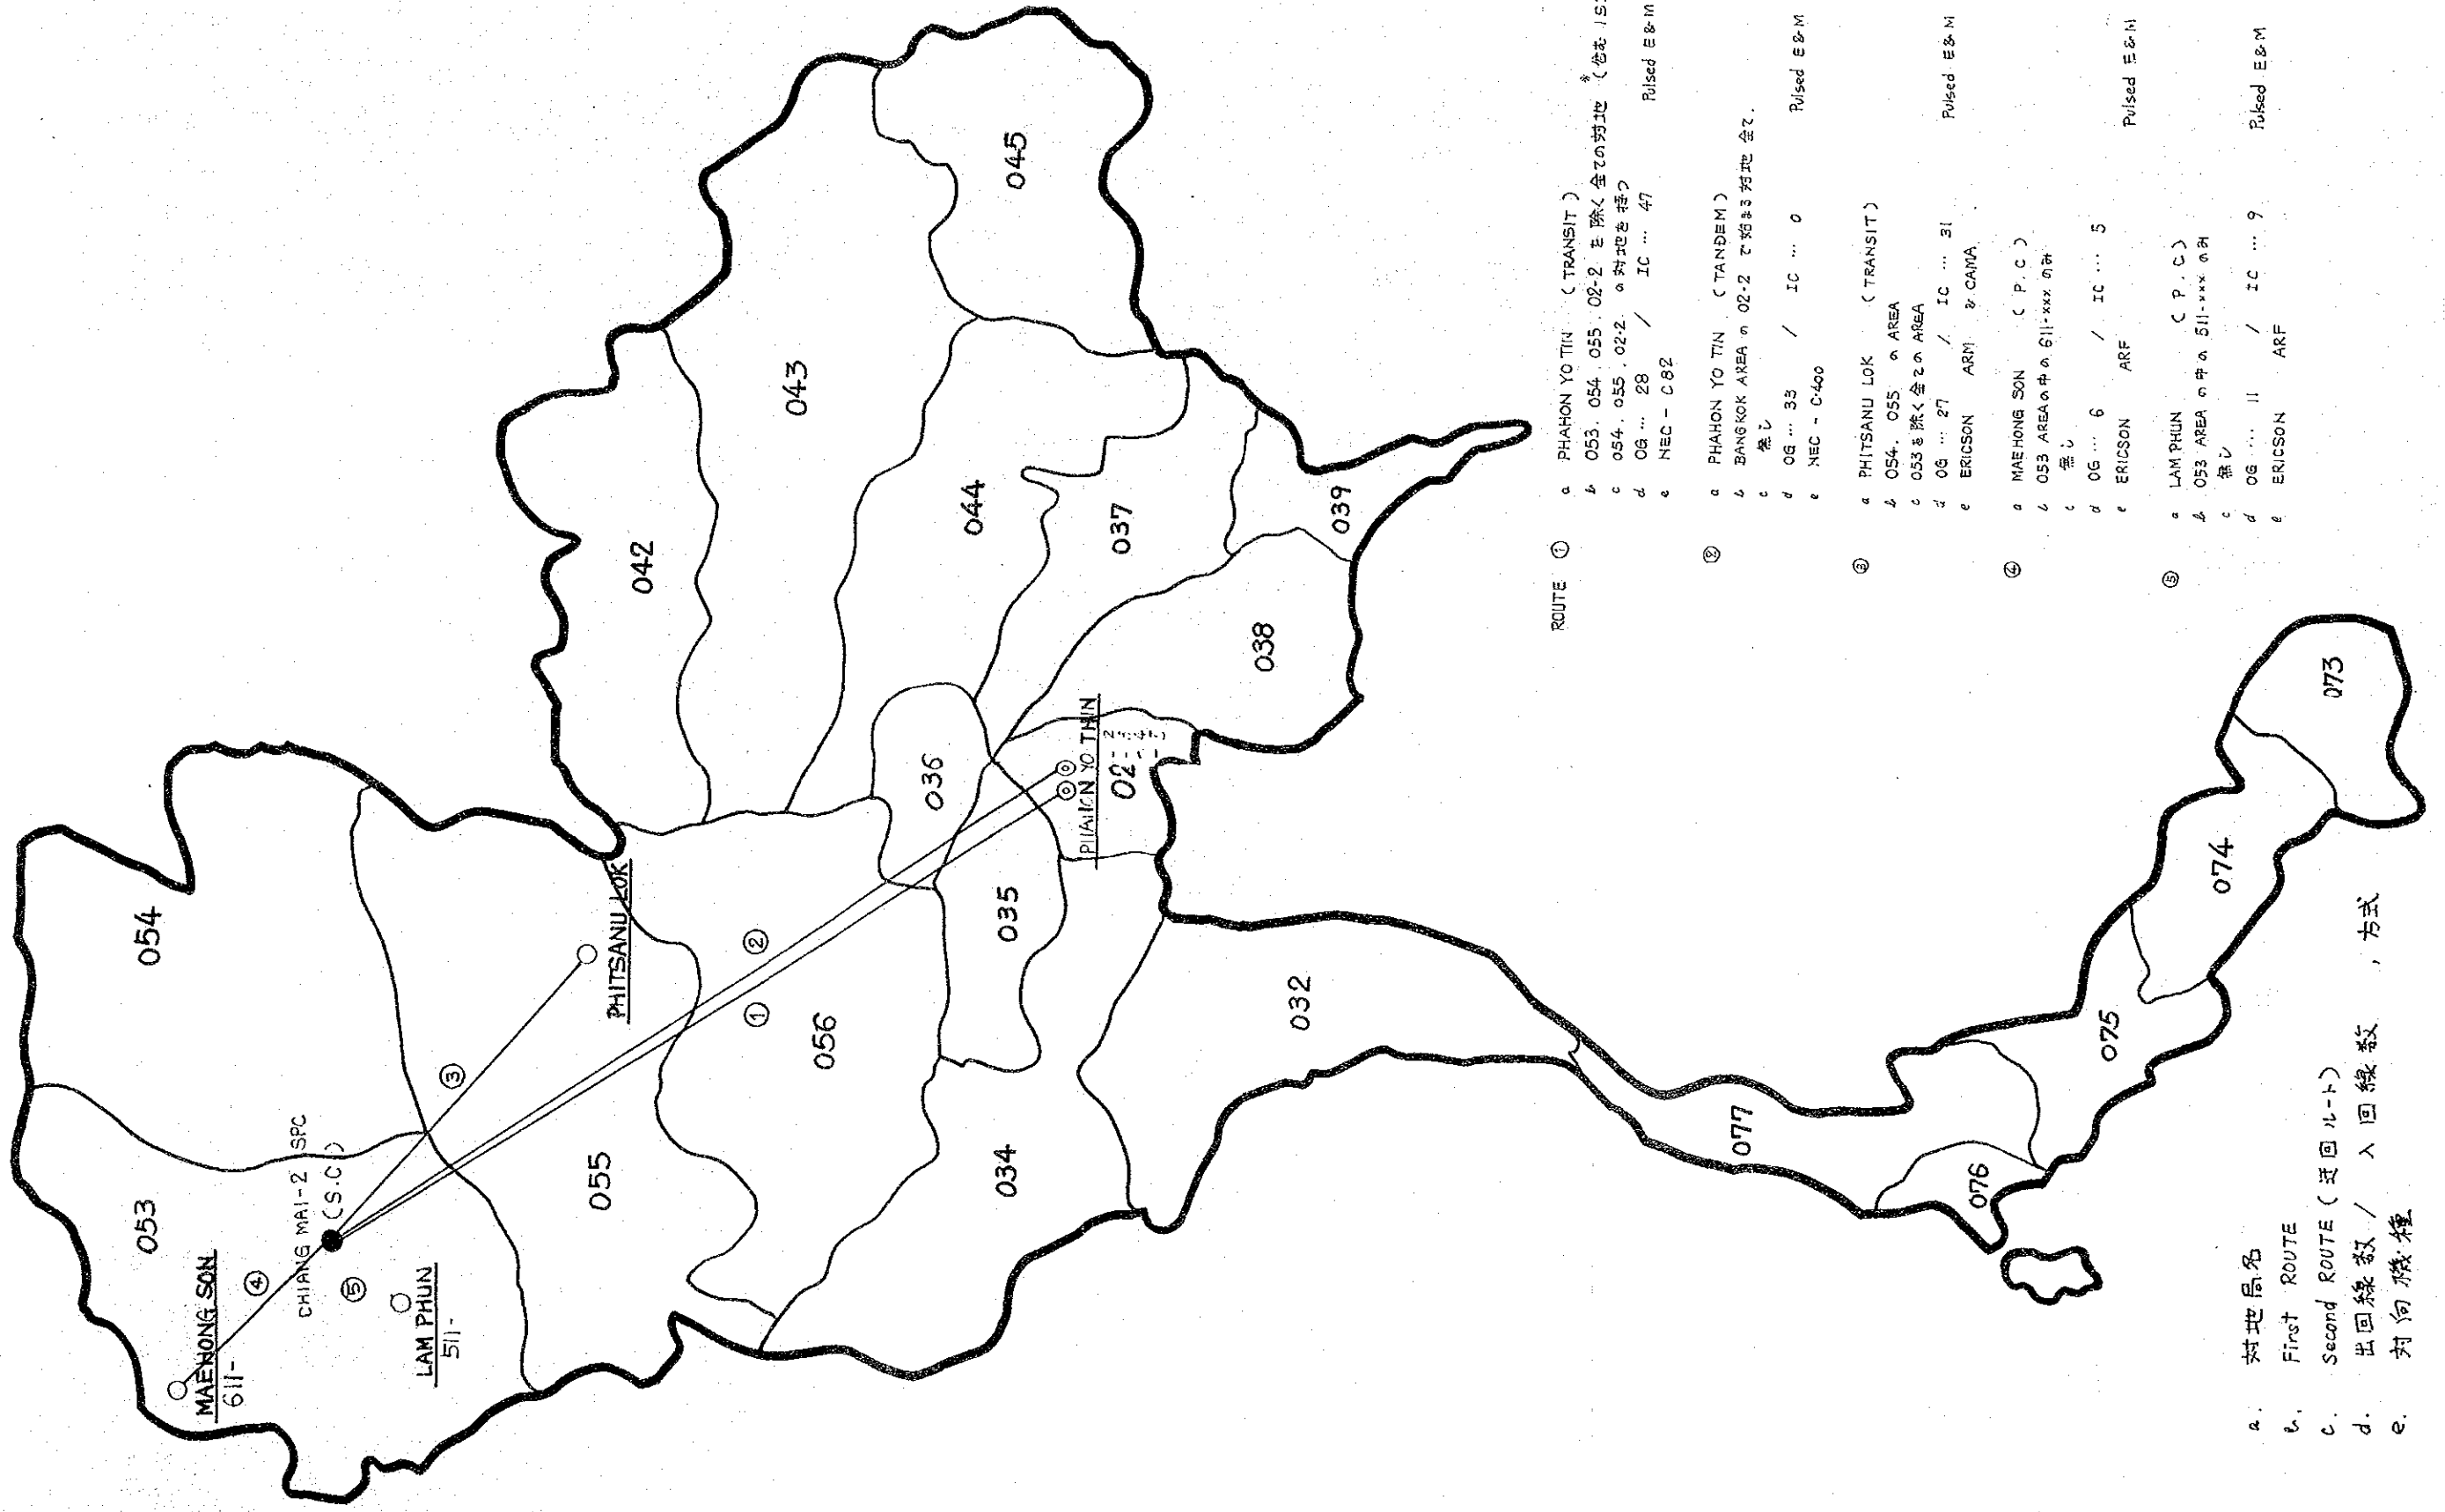 053
054
MAEHONG SON
611-
④
CHIANG MAI-2 SPC
(S.C)
⑤
LAM PHUN
511-
③
055
PHITSANU LOK
056
①
②
042
043
045
044
036
035
034
037
038
039
PHAHON YO THIN
02-2
032
077
076
075
074
073
ROUTE ① a PHAHON YO TIN (TRANSIT)
b 053. 054. 055. 02-2 を除く全ての対地 *
c 054. 055. 02-2 の対地を持つ
d OG … 28 / IC … 47 Pulsed E&M
e NEC - C82
② a PHAHON YO TIN (TANDEM)
b BANGKOK AREA の 02-2 で始まる対地全て.
c 無し
d OG … 33 / IC … 0 Pulsed E&M
e NEC - C400
③ a PHITSANU LOK (TRANSIT)
b 054. 055 の AREA
c 053を除く全ての AREA
d OG … 27 / IC … 31 Pulsed E&M
e ERICSON ARM & CAMA
④ a MAEHONG SON (P.C)
b 053 AREAの中の 611-xxx のみ
c 無し
d OG … 6 / IC … 5 Pulsed E&M
e ERICSON ARF
⑤ a LAM PHUN (P.C)
b 053 AREA の中の 511-xxx のみ
c 無し
d OG … 11 / IC … 9 Pulsed E&M
e ERICSON ARF
a. 対地局名
b. First ROUTE
c. Second ROUTE (迂回ルート)
d. 出回線数 / 入回線数 , 方式
e. 対向機種